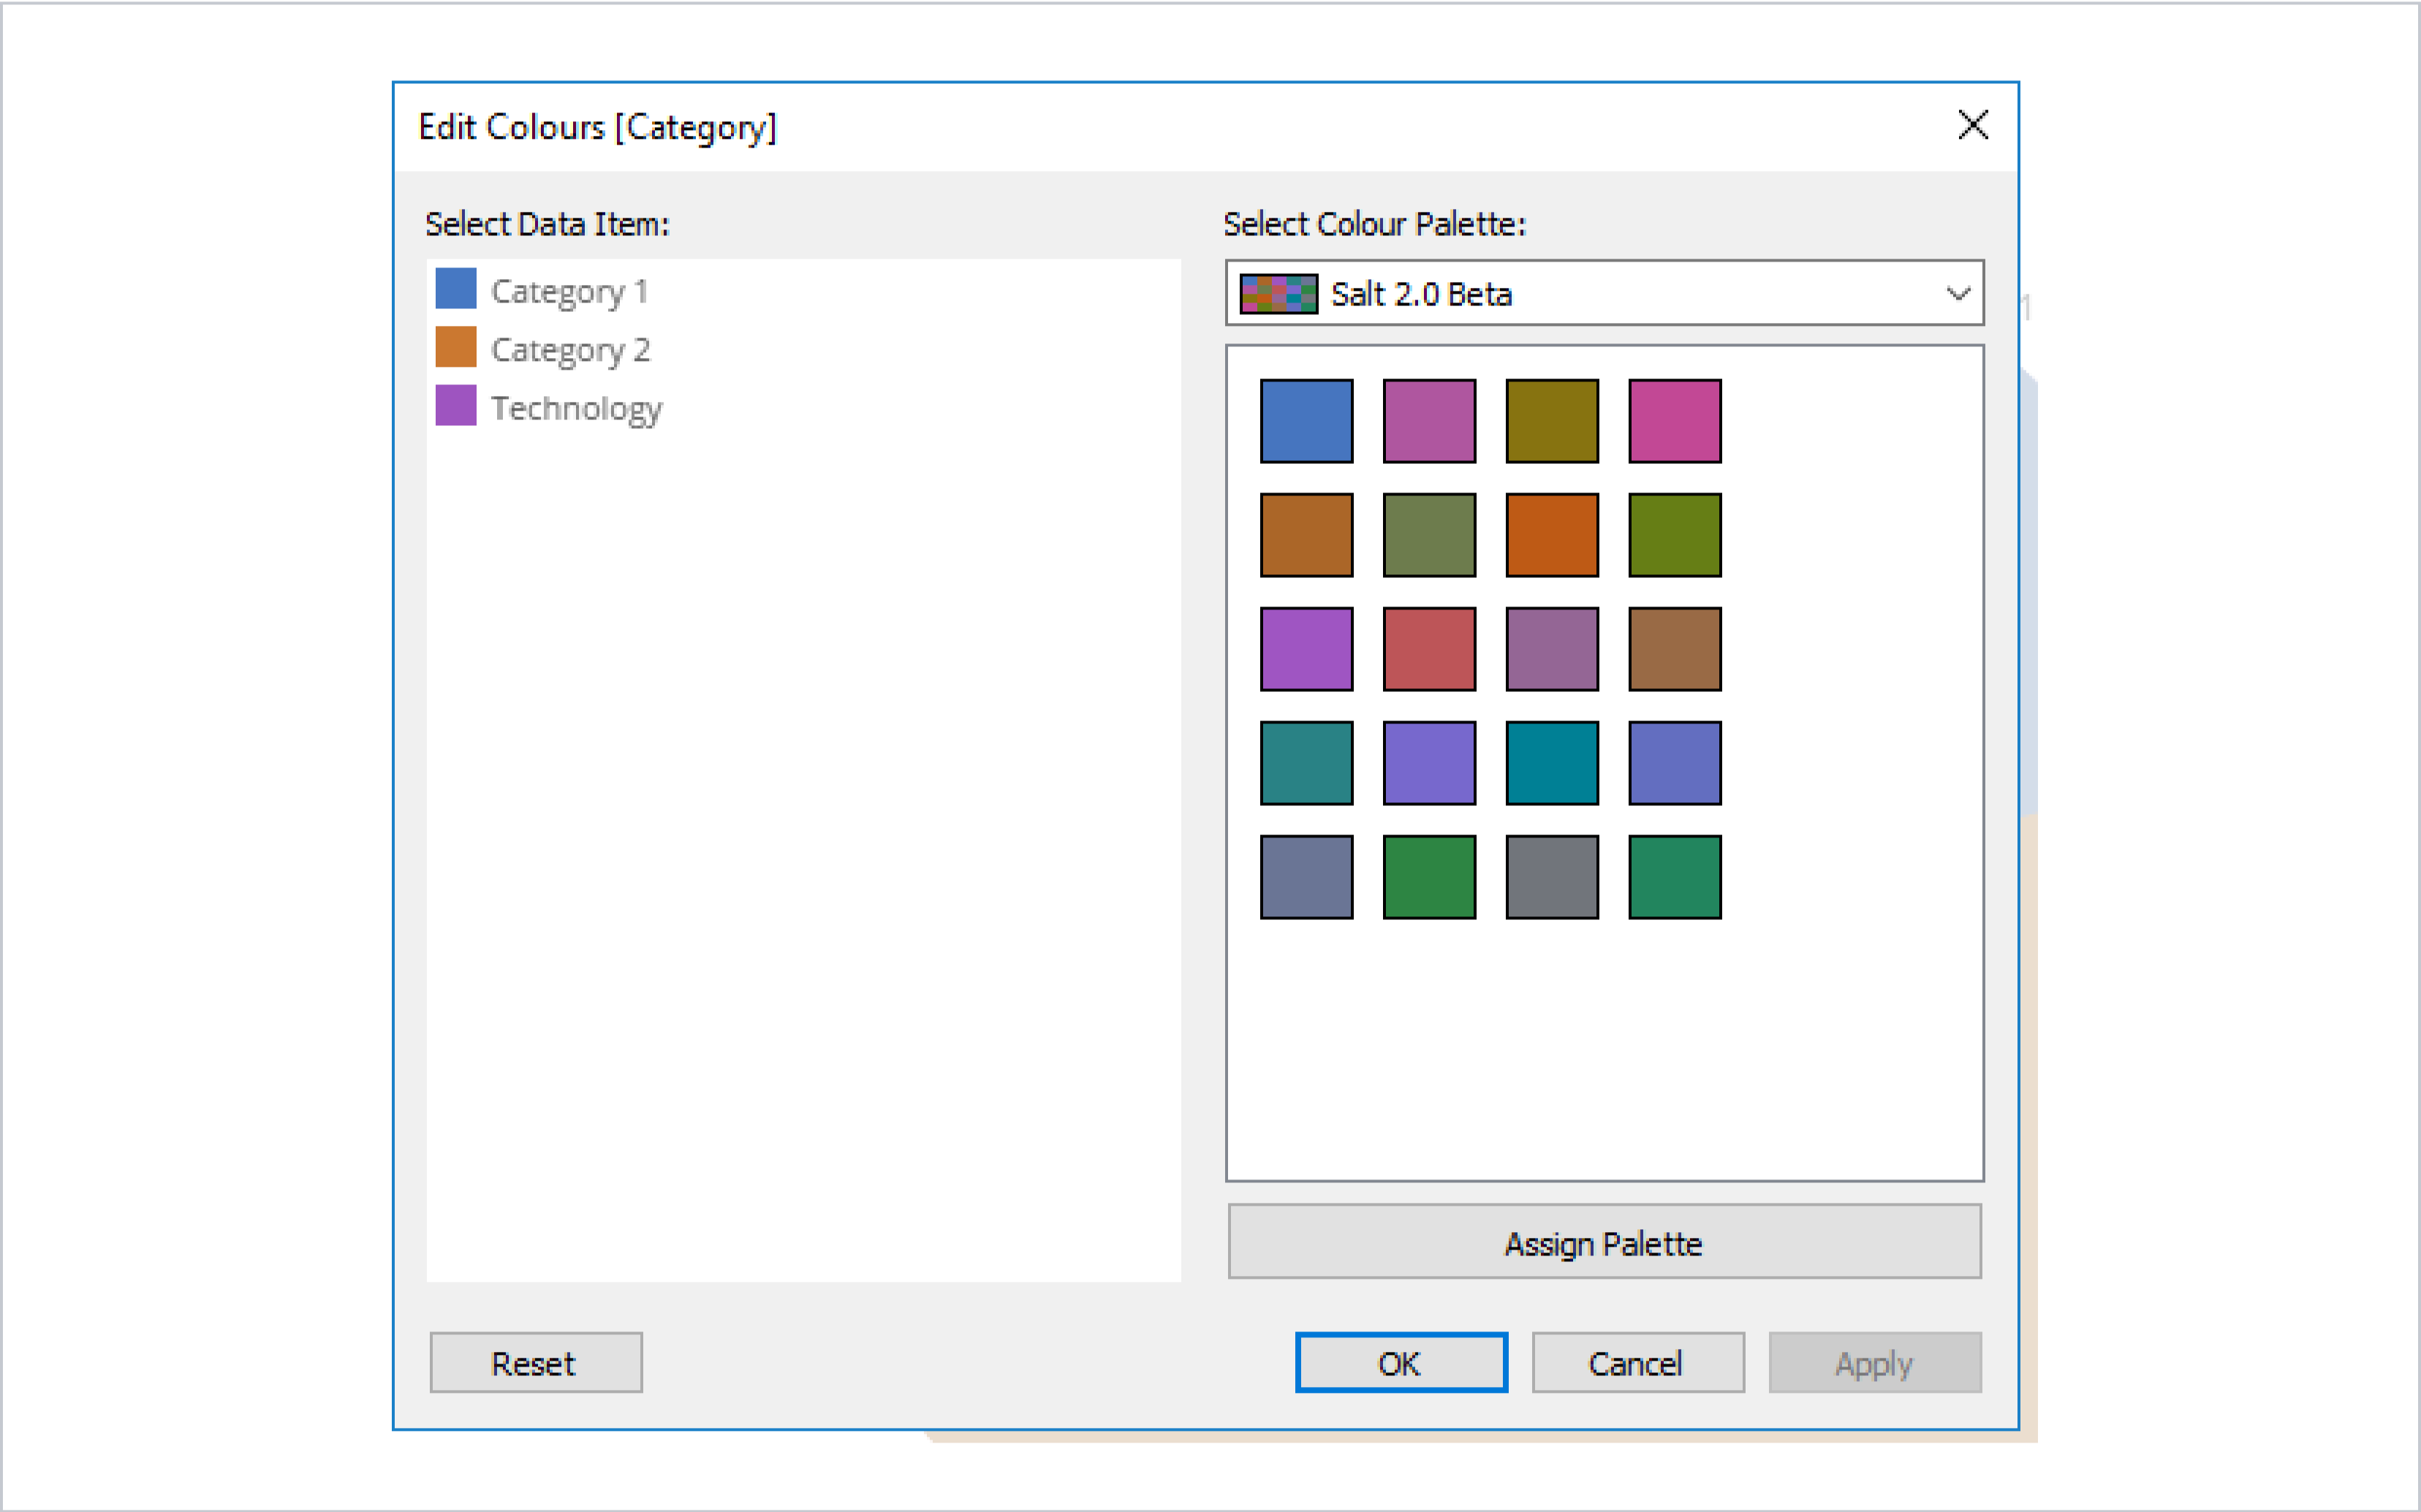 Edit Colours [Category]
Select Data Item:
Category 1
Category 2
Technology
Select Colour Palette:
Salt 2.0 Beta
Assign Palette
Reset
OK
Cancel
Apply